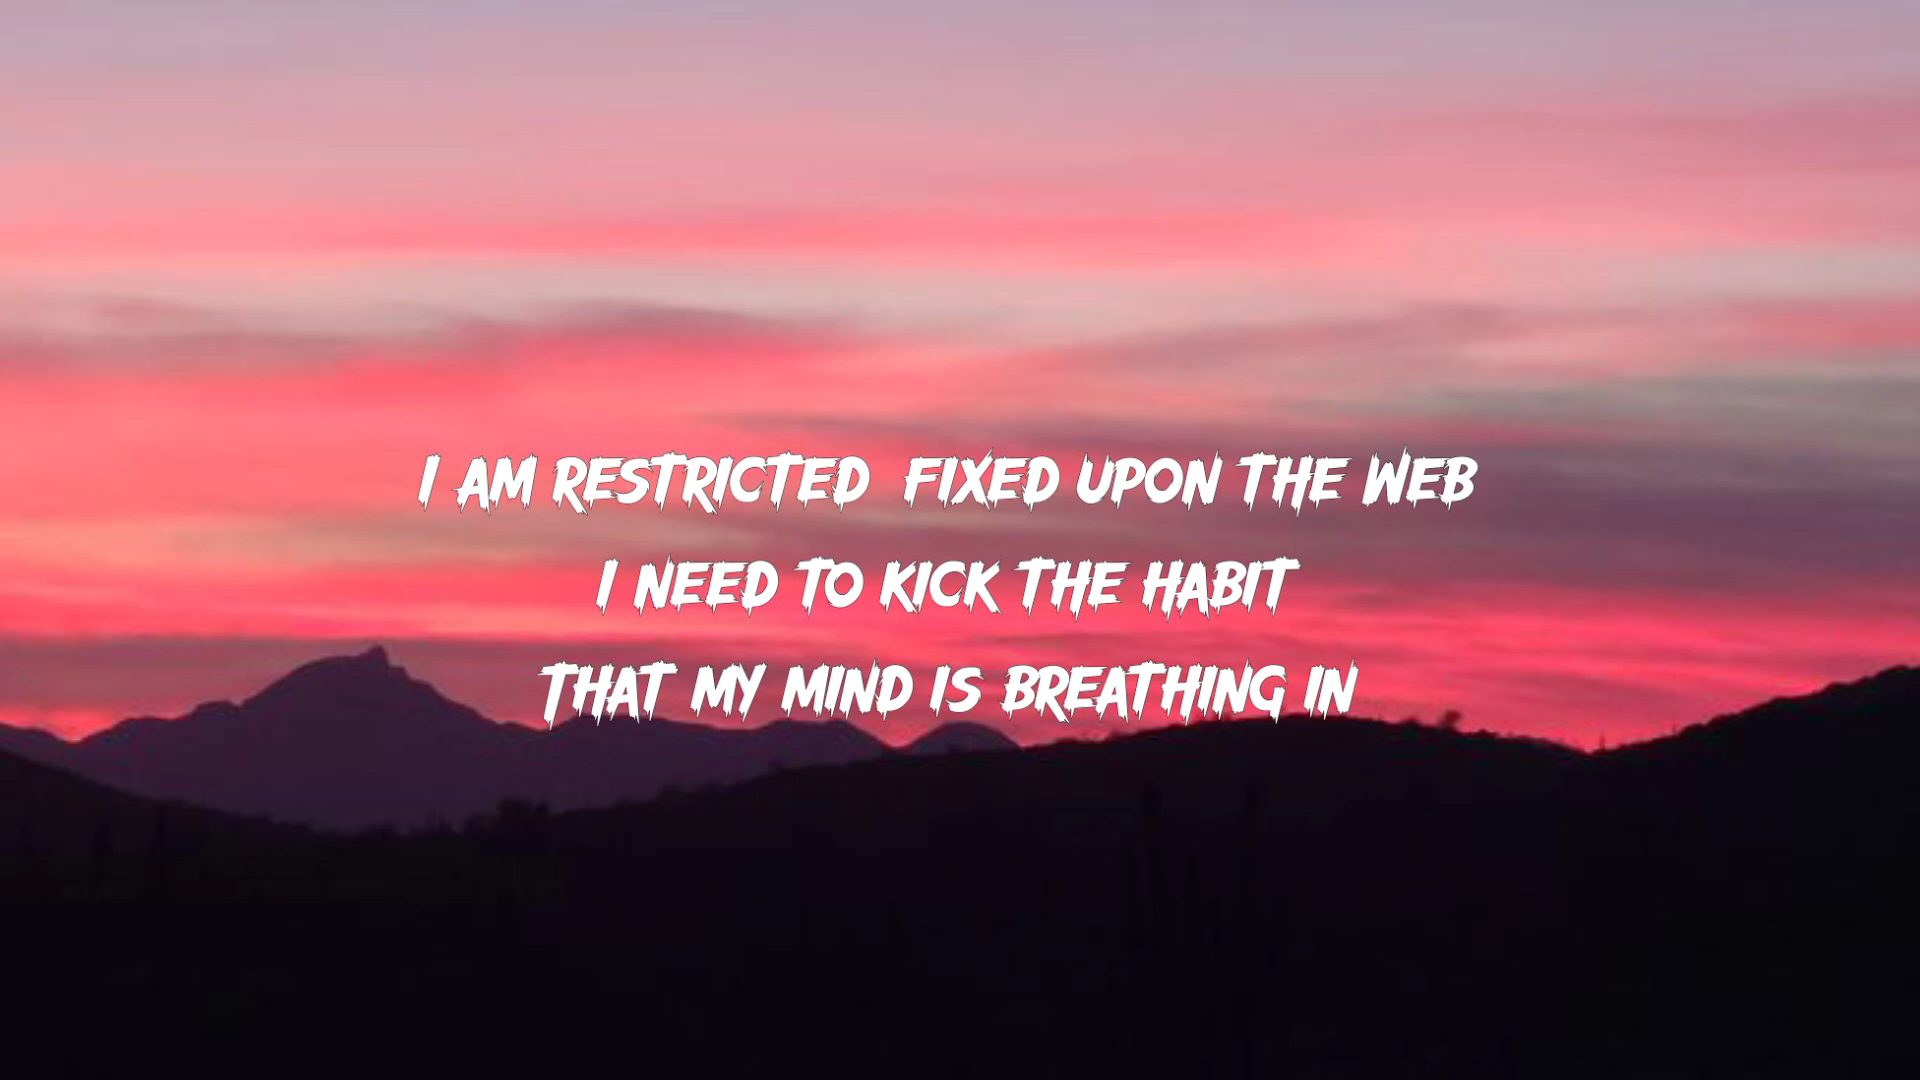 I AM RESTRICTED  FIXED UPON THE WEB
I NEED TO KICK THE HABIT
THAT MY MIND IS BREATHING IN